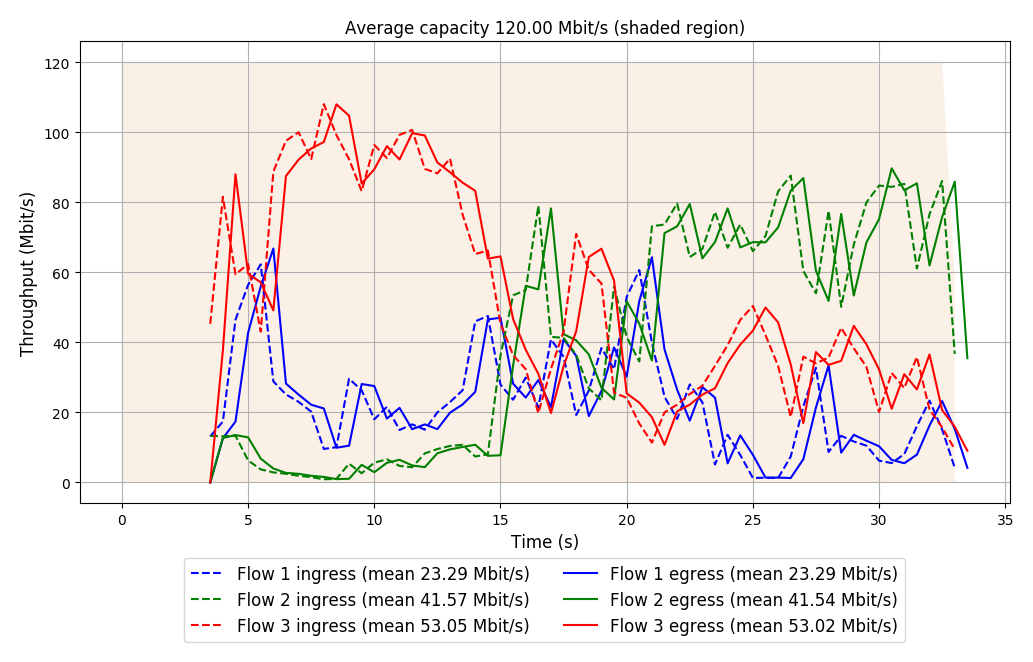 Average capacity 120.00 Mbit/s (shaded region)
Throughput (Mbit/s)
120
100
80
60
40
20
0
0 5 10 15 20 25 30 35
Time (s)
Flow 1 ingress (mean 23.29 Mbit/s) Flow 1 egress (mean 23.29 Mbit/s)
Flow 2 ingress (mean 41.57 Mbit/s) Flow 2 egress (mean 41.54 Mbit/s)
Flow 3 ingress (mean 53.05 Mbit/s) Flow 3 egress (mean 53.02 Mbit/s)